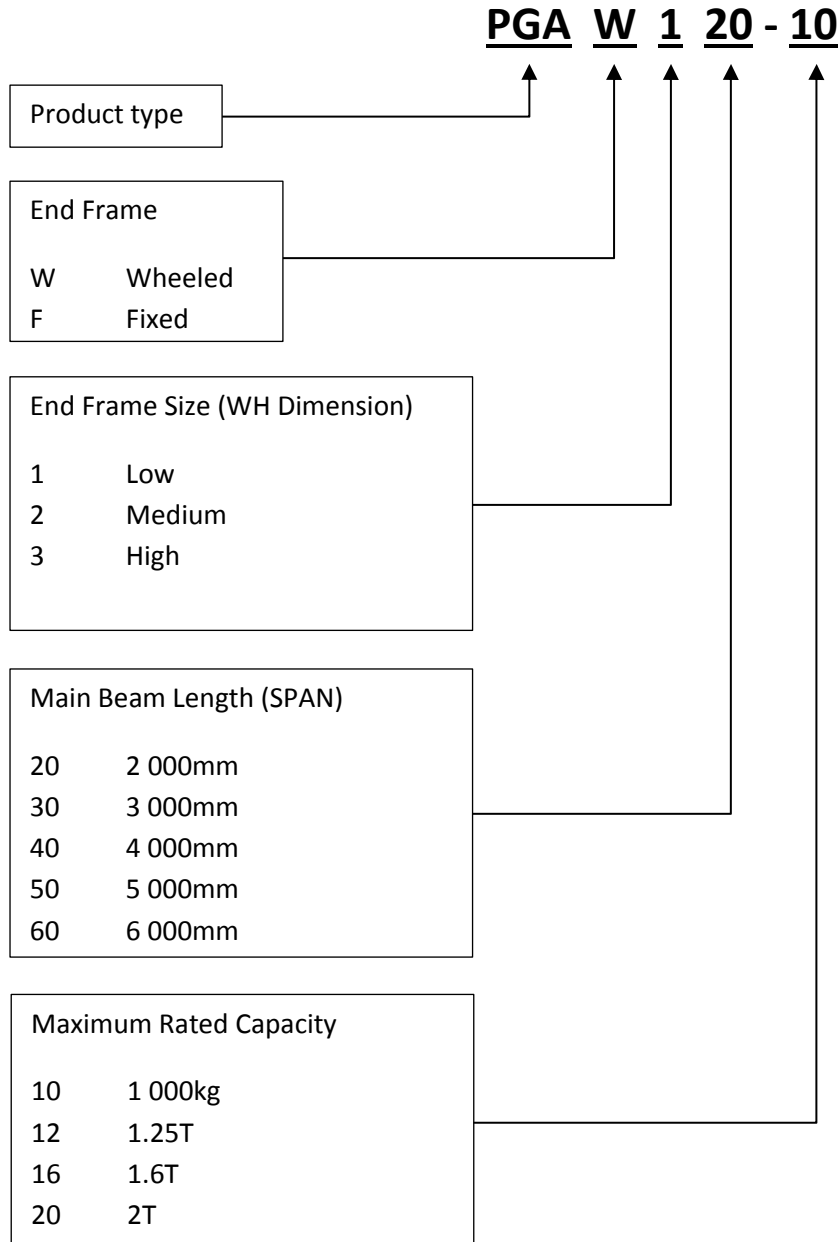 PGA W 1 20 - 10
Product type
End Frame
W Wheeled
F Fixed
End Frame Size (WH Dimension)
1 Low
2 Medium
3 High
Main Beam Length (SPAN)
20 2 000mm
30 3 000mm
40 4 000mm
50 5 000mm
60 6 000mm
Maximum Rated Capacity
10 1 000kg
12 1.25T
16 1.6T
20 2T